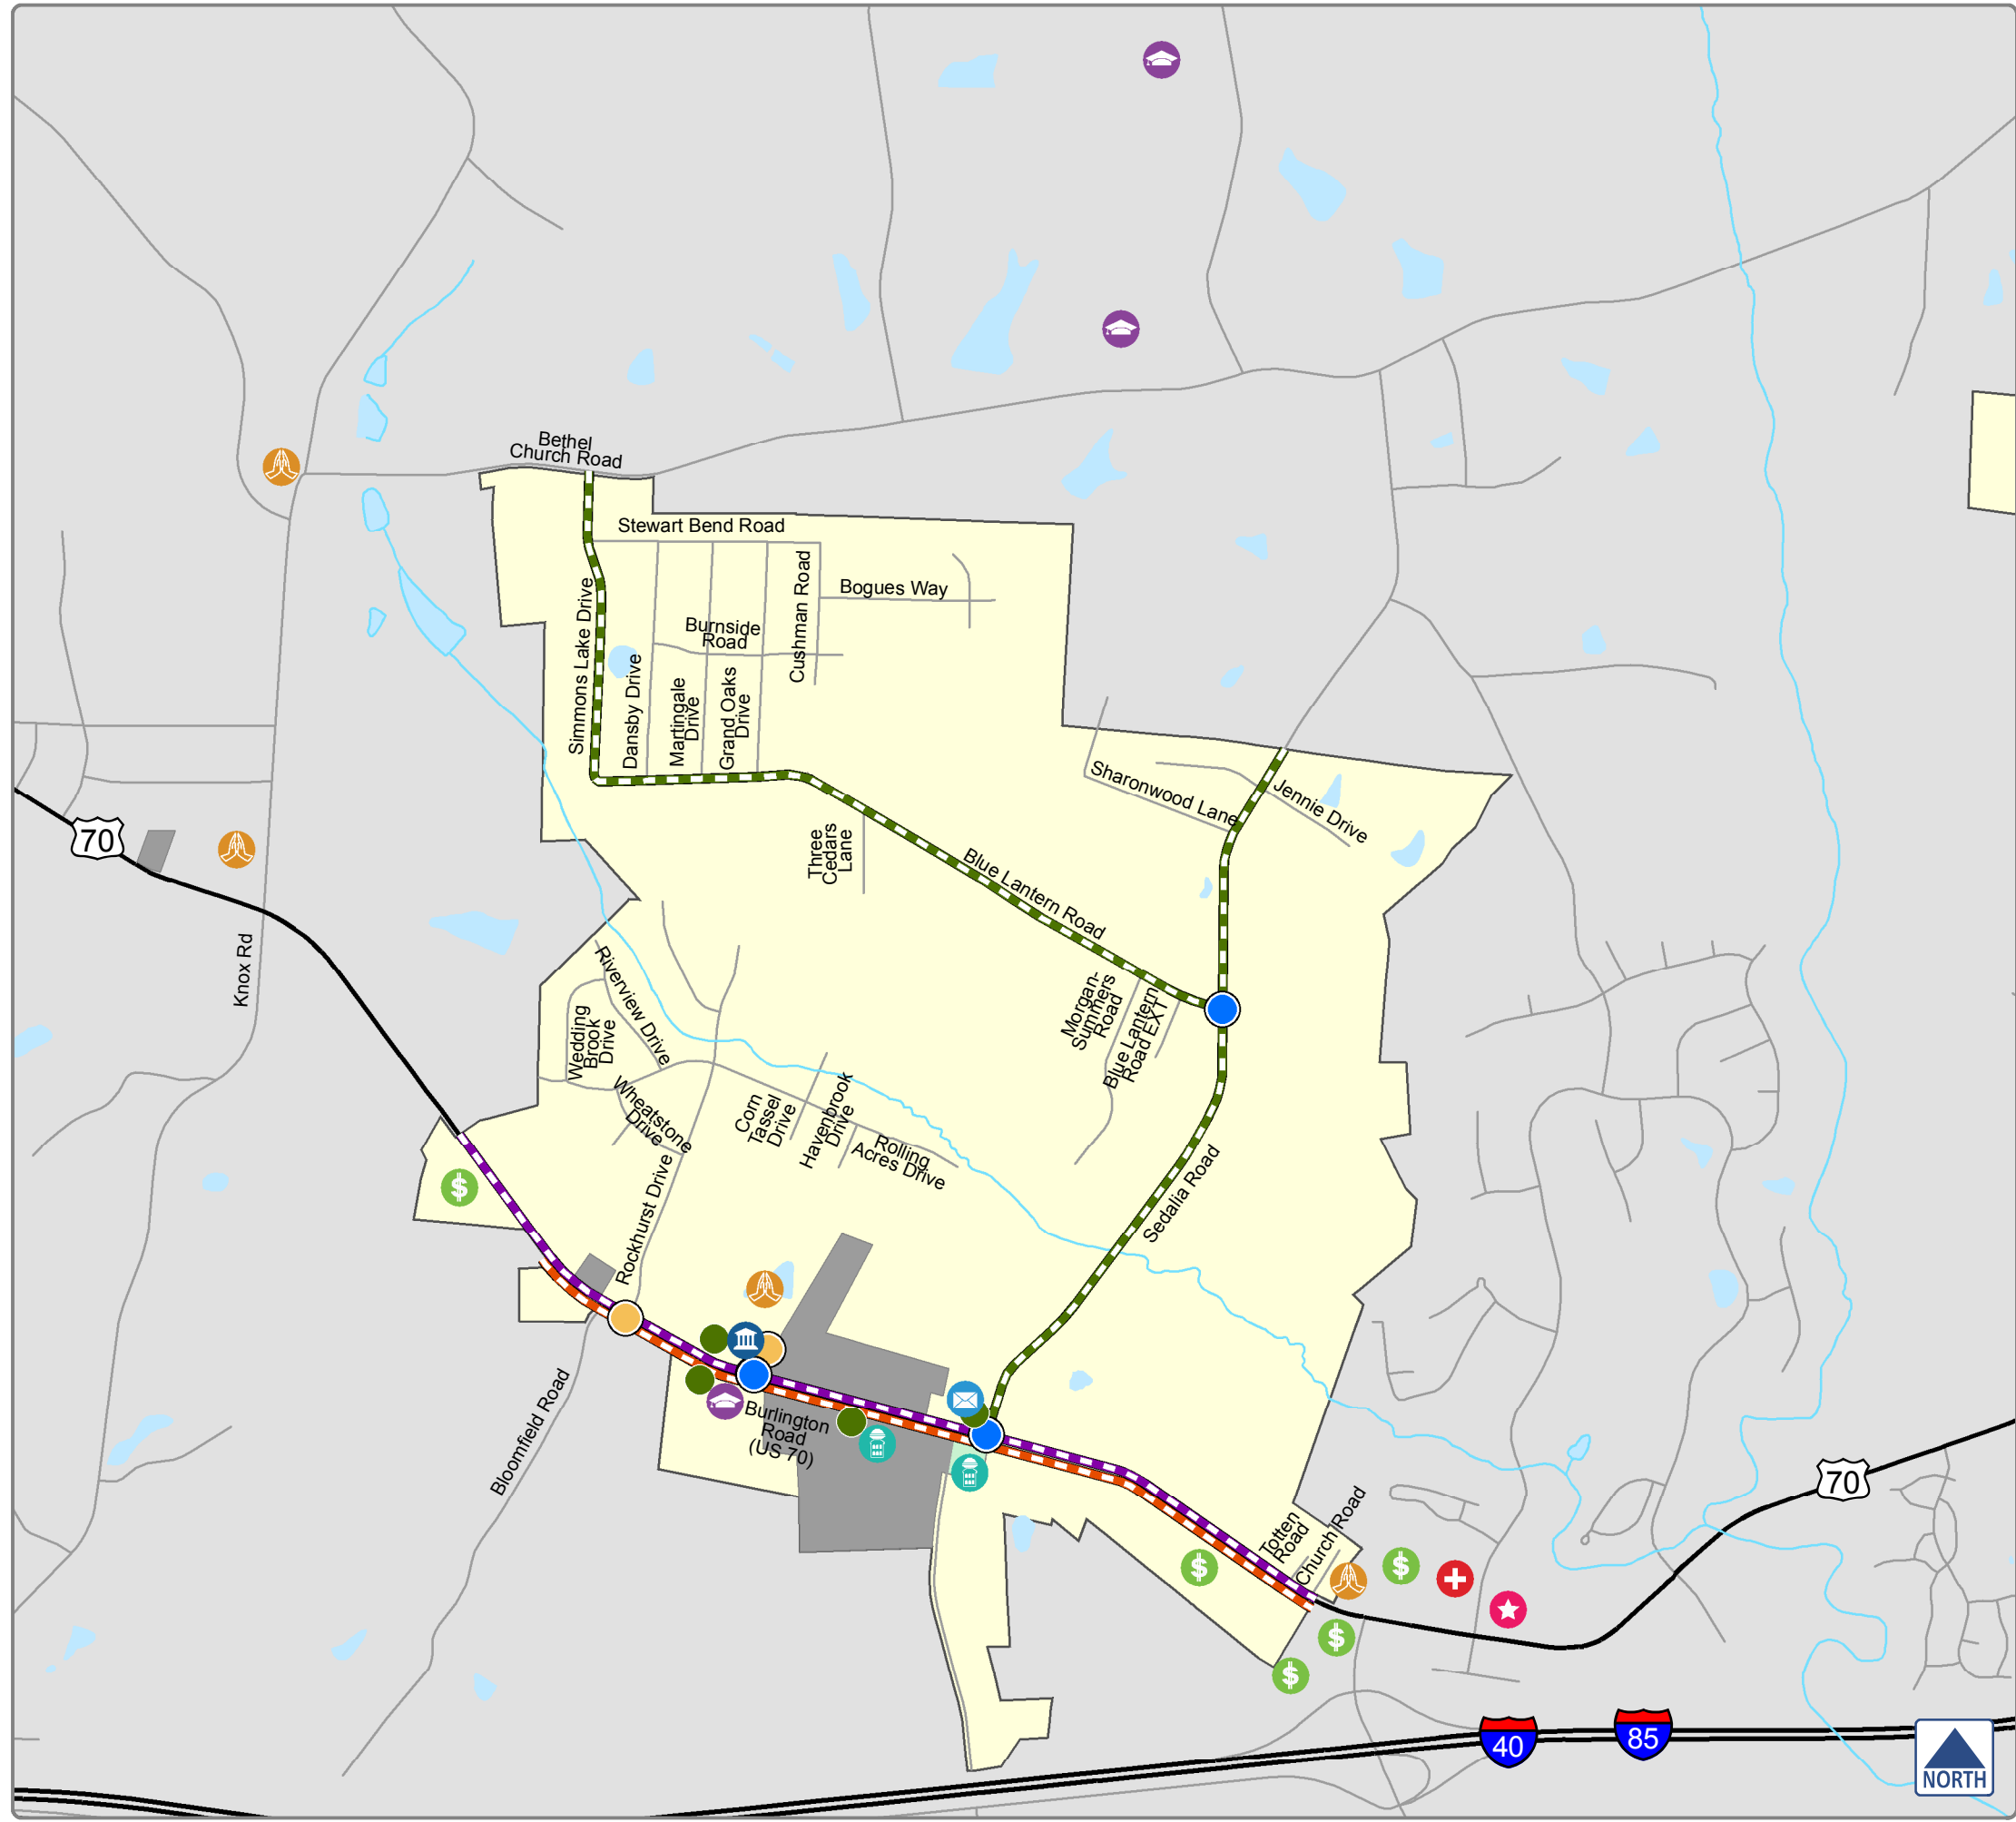 Bethel
Church Road
Stewart Bend Road
Cushman Road
Bogues Way
Burnside
Road
Simmons Lake Drive
Dansby Drive
Martingale
Drive
Grand Oaks
Drive
Sharonwood Lane
Jennie Drive
Three
Cedars
Lane
Blue Lantern Road
70
Knox Rd
Riverview Drive
Wedding
Brook
Drive
Morgan-
Summers
Road
Blue Lantern
Road EXT
Wheatstone
Drive
Corn
Tassel
Drive
Havenbrook
Drive
Rolling
Acres Drive
Rockhurst Drive
Sedalia Road
$
Bloomfield Road
Burlington
Road
(US 70)
70
Totten
Road
Church Road
$
$
$
$
40
85
NORTH